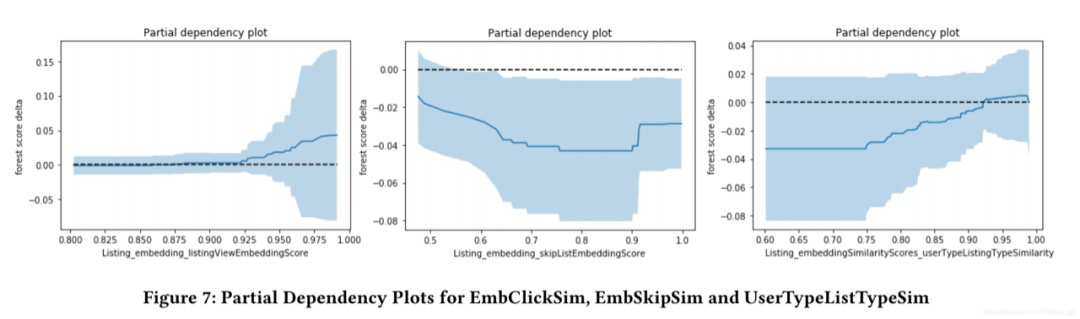 Partial dependency plot
forest score delta
0.15
0.10
0.05
0.00
−0.05
0.800 0.825 0.850 0.875 0.900 0.925 0.950 0.975 1.000
Listing_embedding_listingViewEmbeddingScore
Partial dependency plot
forest score delta
0.00
−0.02
−0.04
−0.06
−0.08
0.5 0.6 0.7 0.8 0.9 1.0
Listing_embedding_skipListEmbeddingScore
Partial dependency plot
forest score delta
0.04
0.02
0.00
−0.02
−0.04
−0.06
−0.08
0.60 0.65 0.70 0.75 0.80 0.85 0.90 0.95 1.00
Listing_embeddingSimilarityScores_userTypeListingTypeSimilarity
Figure 7: Partial Dependency Plots for EmbClickSim, EmbSkipSim and UserTypeListTypeSim